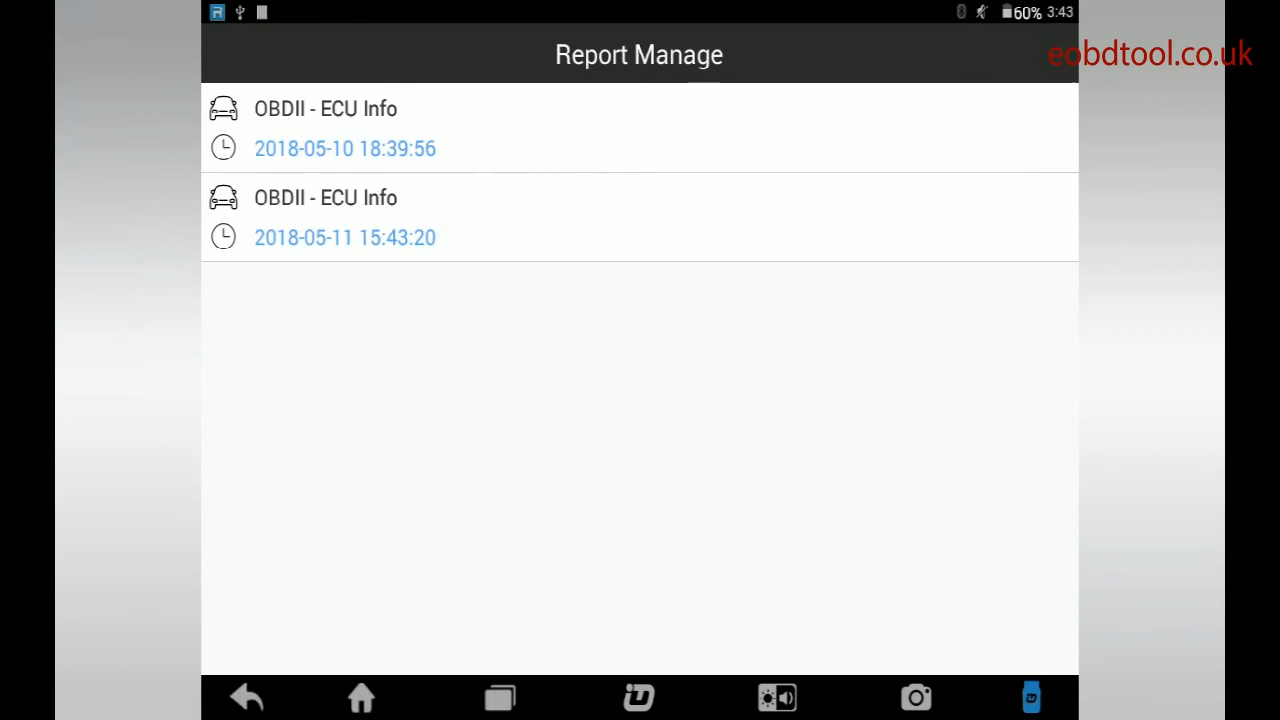 60% 3:43
Report Manage
eobdtool.co.uk
OBDII - ECU Info
2018-05-10 18:39:56
OBDII - ECU Info
2018-05-11 15:43:20